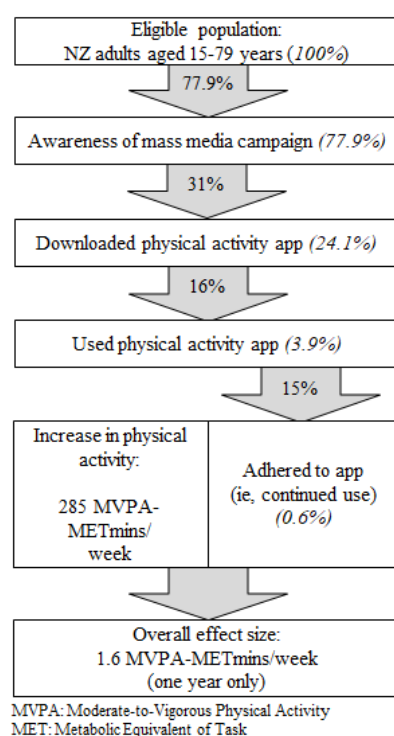 Eligible population:
NZ adults aged 15-79 years (100%)
77.9%
Awareness of mass media campaign (77.9%)
31%
Downloaded physical activity app (24.1%)
16%
Used physical activity app (3.9%)
15%
Increase in physical
activity:
285 MVPA-
METmins/
week
Adhered to app
(ie, continued use)
(0.6%)
Overall effect size:
1.6 MVPA-METmins/week
(one year only)
MVPA: Moderate-to-Vigorous Physical Activity
MET: Metabolic Equivalent of Task